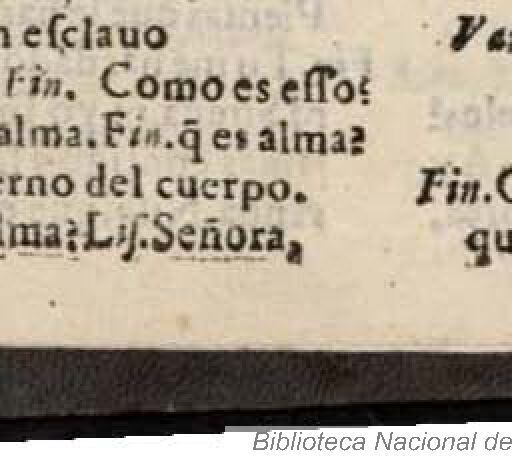 n eſclauo
Fin. Como es eſſo?
alma. Fin. q̃ es alma?
erno del cuerpo.
lma? Liſ. Señora,
Va
Fin. C
qu
Biblioteca Nacional de